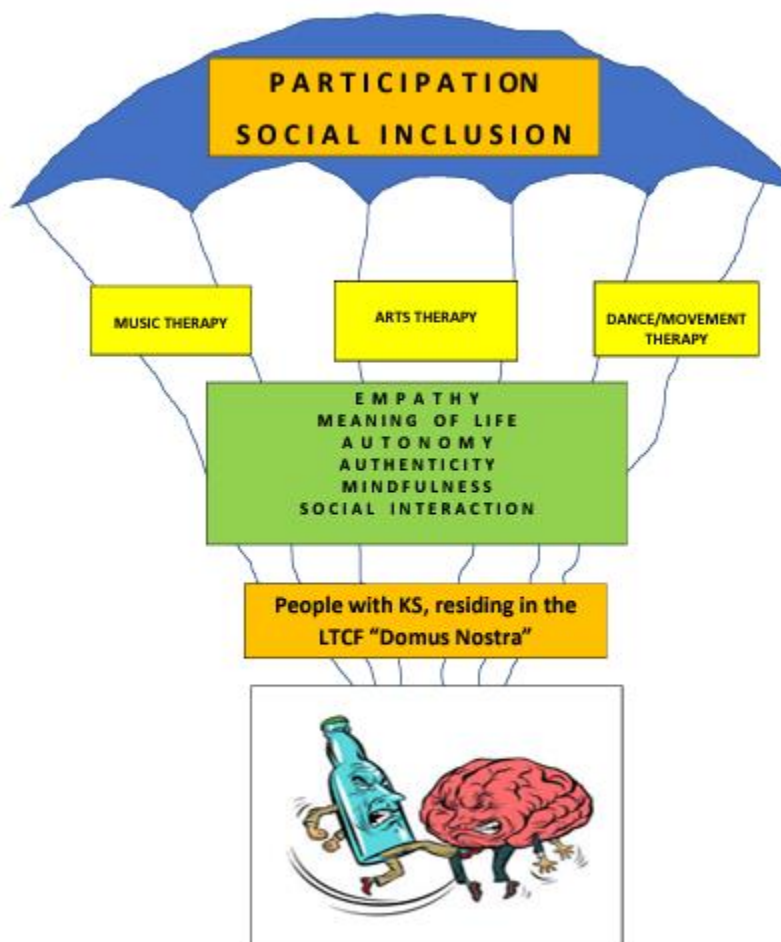 PARTICIPATION
SOCIAL INCLUSION
MUSIC THERAPY
ARTS THERAPY
DANCE/MOVEMENT
THERAPY
EMPATHY
MEANING OF LIFE
AUTONOMY
AUTHENTICITY
MINDFULNESS
SOCIAL INTERACTION
People with KS, residing in the
LTCF “Domus Nostra”